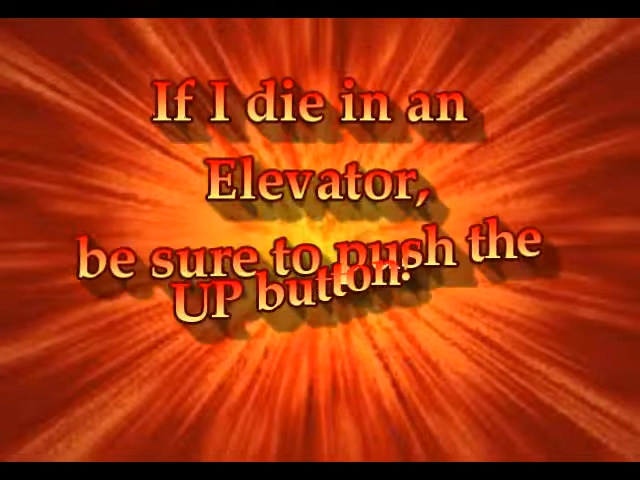 If I die in an
Elevator,
be sure to push the
UP button!